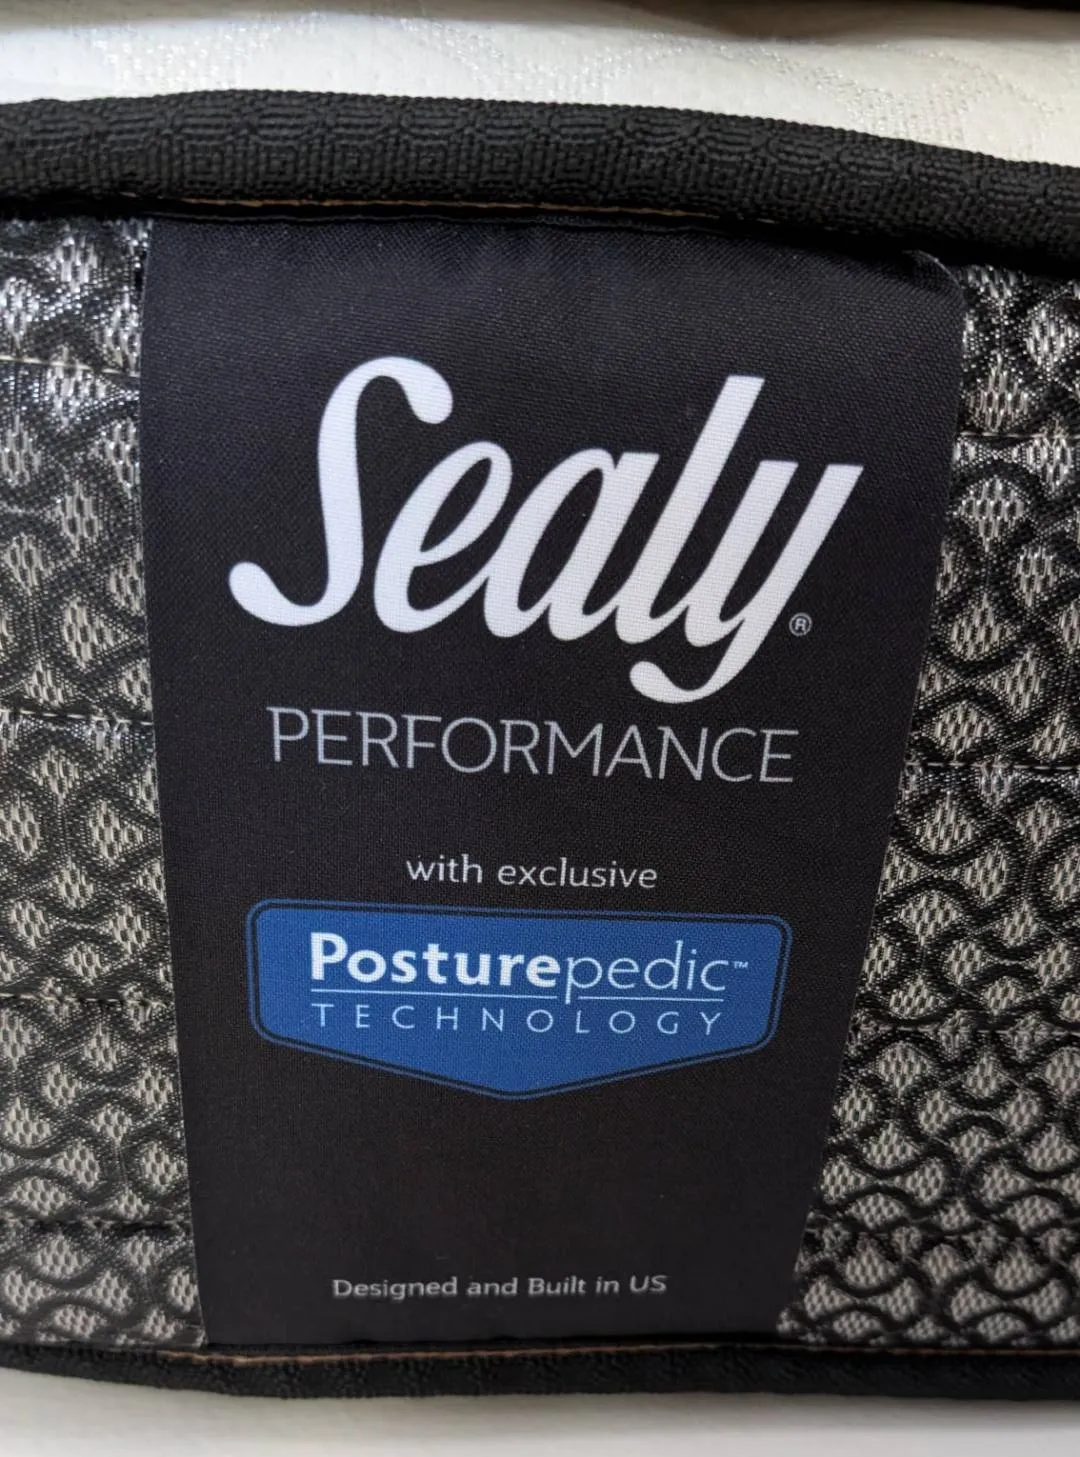 Sealy®
PERFORMANCE
with exclusive
Posturepedic™
TECHNOLOGY
Designed and Built in US